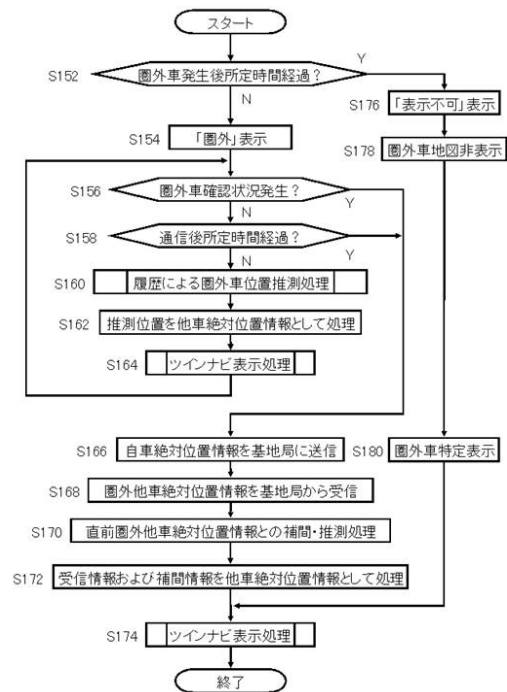 スタート
S152 圏外車発生後所定時間経過？ Y
N
S176 「表示不可」表示
S154 「圏外」表示
S178 圏外車地図非表示
S156 圏外車確認状況発生？ Y
N
S158 通信後所定時間経過？ Y
N
S160 履歴による圏外車位置推測処理
S162 推測位置を他車絶対位置情報として処理
S164 ツインナビ表示処理
S166 自車絶対位置情報を基地局に送信
S180 圏外車特定表示
S168 圏外他車絶対位置情報を基地局から受信
S170 直前圏外他車絶対位置情報との補間・推測処理
S172 受信情報および補間情報を他車絶対位置情報として処理
S174 ツインナビ表示処理
終了